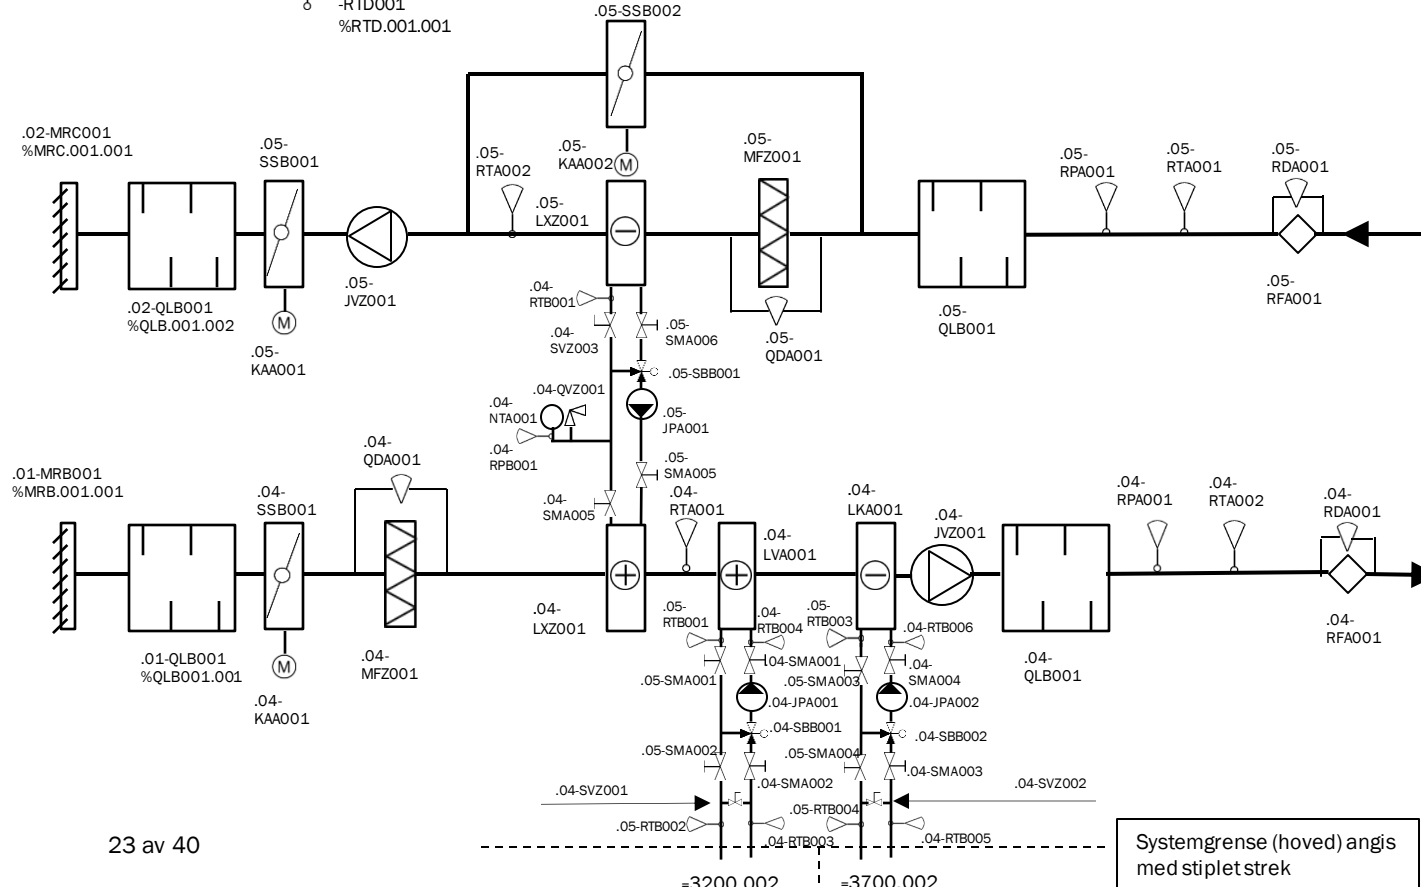 -RTD001
%RTD.001.001
.05-SSB002
.02-MRC001
%MRC.001.001
.05-
SSB001
.05-
RTA002
.05-
KAA002
M
.05-
MFZ001
.05-
RPA001
.05-
RTA001
.05-
RDA001
.05-
LXZ001
.02-QLB001
%QLB.001.002
M
.05-
KAA001
.05-
JVZ001
.04-
RTB001
.04-
SVZ003
.05-
SMA006
.05-
QDA001
.05-
QLB001
.05-
RFA001
.05-SBB001
.04-QVZ001
.04-
NTA001
.04-
RPB001
.05-
JPA001
.05-
SMA005
.04-
SMA005
.01-MRB001
%MRB.001.001
.04-
SSB001
.04-
QDA001
.04-
RTA001
.04-
LKA001
.04-
JVZ001
.04-
RPA001
.04-
RTA002
.04-
RDA001
.04-
LVA001
.04-
LXZ001
.01-QLB001
%QLB001.001
M
.04-
KAA001
.04-
MFZ001
.05-
RTB001
.04-
RTB004
.05-
RTB003
.04-RTB006
.04-
QLB001
.04-
RFA001
.05-SMA001
.04-SMA001
.05-SMA003
.04-
SMA004
.04-JPA001
.04-JPA002
.04-SBB001
.04-SBB002
.05-SMA002
.05-SMA004
.04-SMA002
.04-SMA003
.04-SVZ001
.04-SVZ002
.05-RTB002
.05-RTB004
.04-RTB003
.04-RTB005
23 av 40
=3200.002
=3700.002
Systemgrense (hoved) angis
med stiplet strek